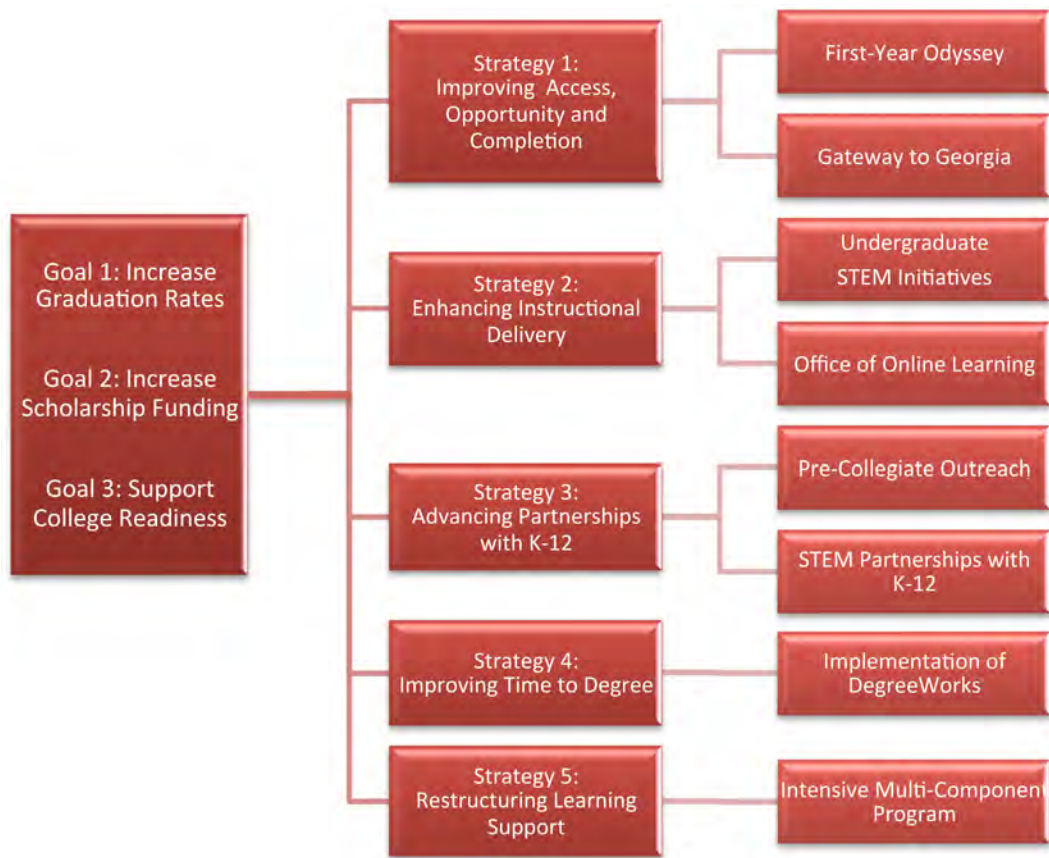 Goal 1: Increase
Graduation Rates
Goal 2: Increase
Scholarship Funding
Goal 3: Support
College Readiness
Strategy 1:
Improving Access,
Opportunity and
Completion
First-Year Odyssey
Gateway to Georgia
Strategy 2:
Enhancing Instructional
Delivery
Undergraduate
STEM Initiatives
Office of Online Learning
Strategy 3:
Advancing Partnerships
with K-12
Pre-Collegiate Outreach
STEM Partnerships with
K-12
Strategy 4:
Improving Time to Degree
Implementation of
DegreeWorks
Strategy 5:
Restructuring Learning
Support
Intensive Multi-Component
Program